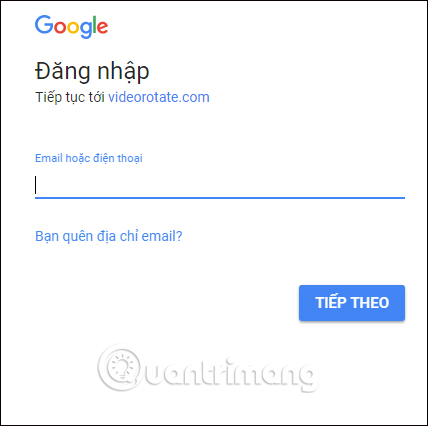 Google
Đăng nhập
Tiếp tục tới videorotate.com
Email hoặc điện thoại
Bạn quên địa chỉ email?
TIẾP THEO
Quantrimang